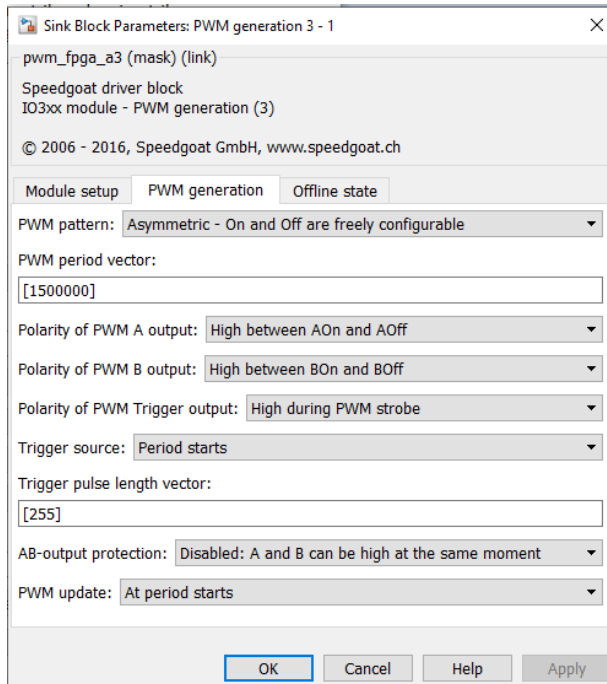 Sink Block Parameters: PWM generation 3 - 1
pwm_fpga_a3 (mask) (link)
Speedgoat driver block
IO3xx module - PWM generation (3)
© 2006 - 2016, Speedgoat GmbH, www.speedgoat.ch
Module setup PWM generation Offline state
PWM pattern: Asymmetric - On and Off are freely configurable
PWM period vector:
[1500000]
Polarity of PWM A output: High between AOn and AOff
Polarity of PWM B output: High between BOn and BOff
Polarity of PWM Trigger output: High during PWM strobe
Trigger source: Period starts
Trigger pulse length vector:
[255]
AB-output protection: Disabled: A and B can be high at the same moment
PWM update: At period starts
OK Cancel Help Apply